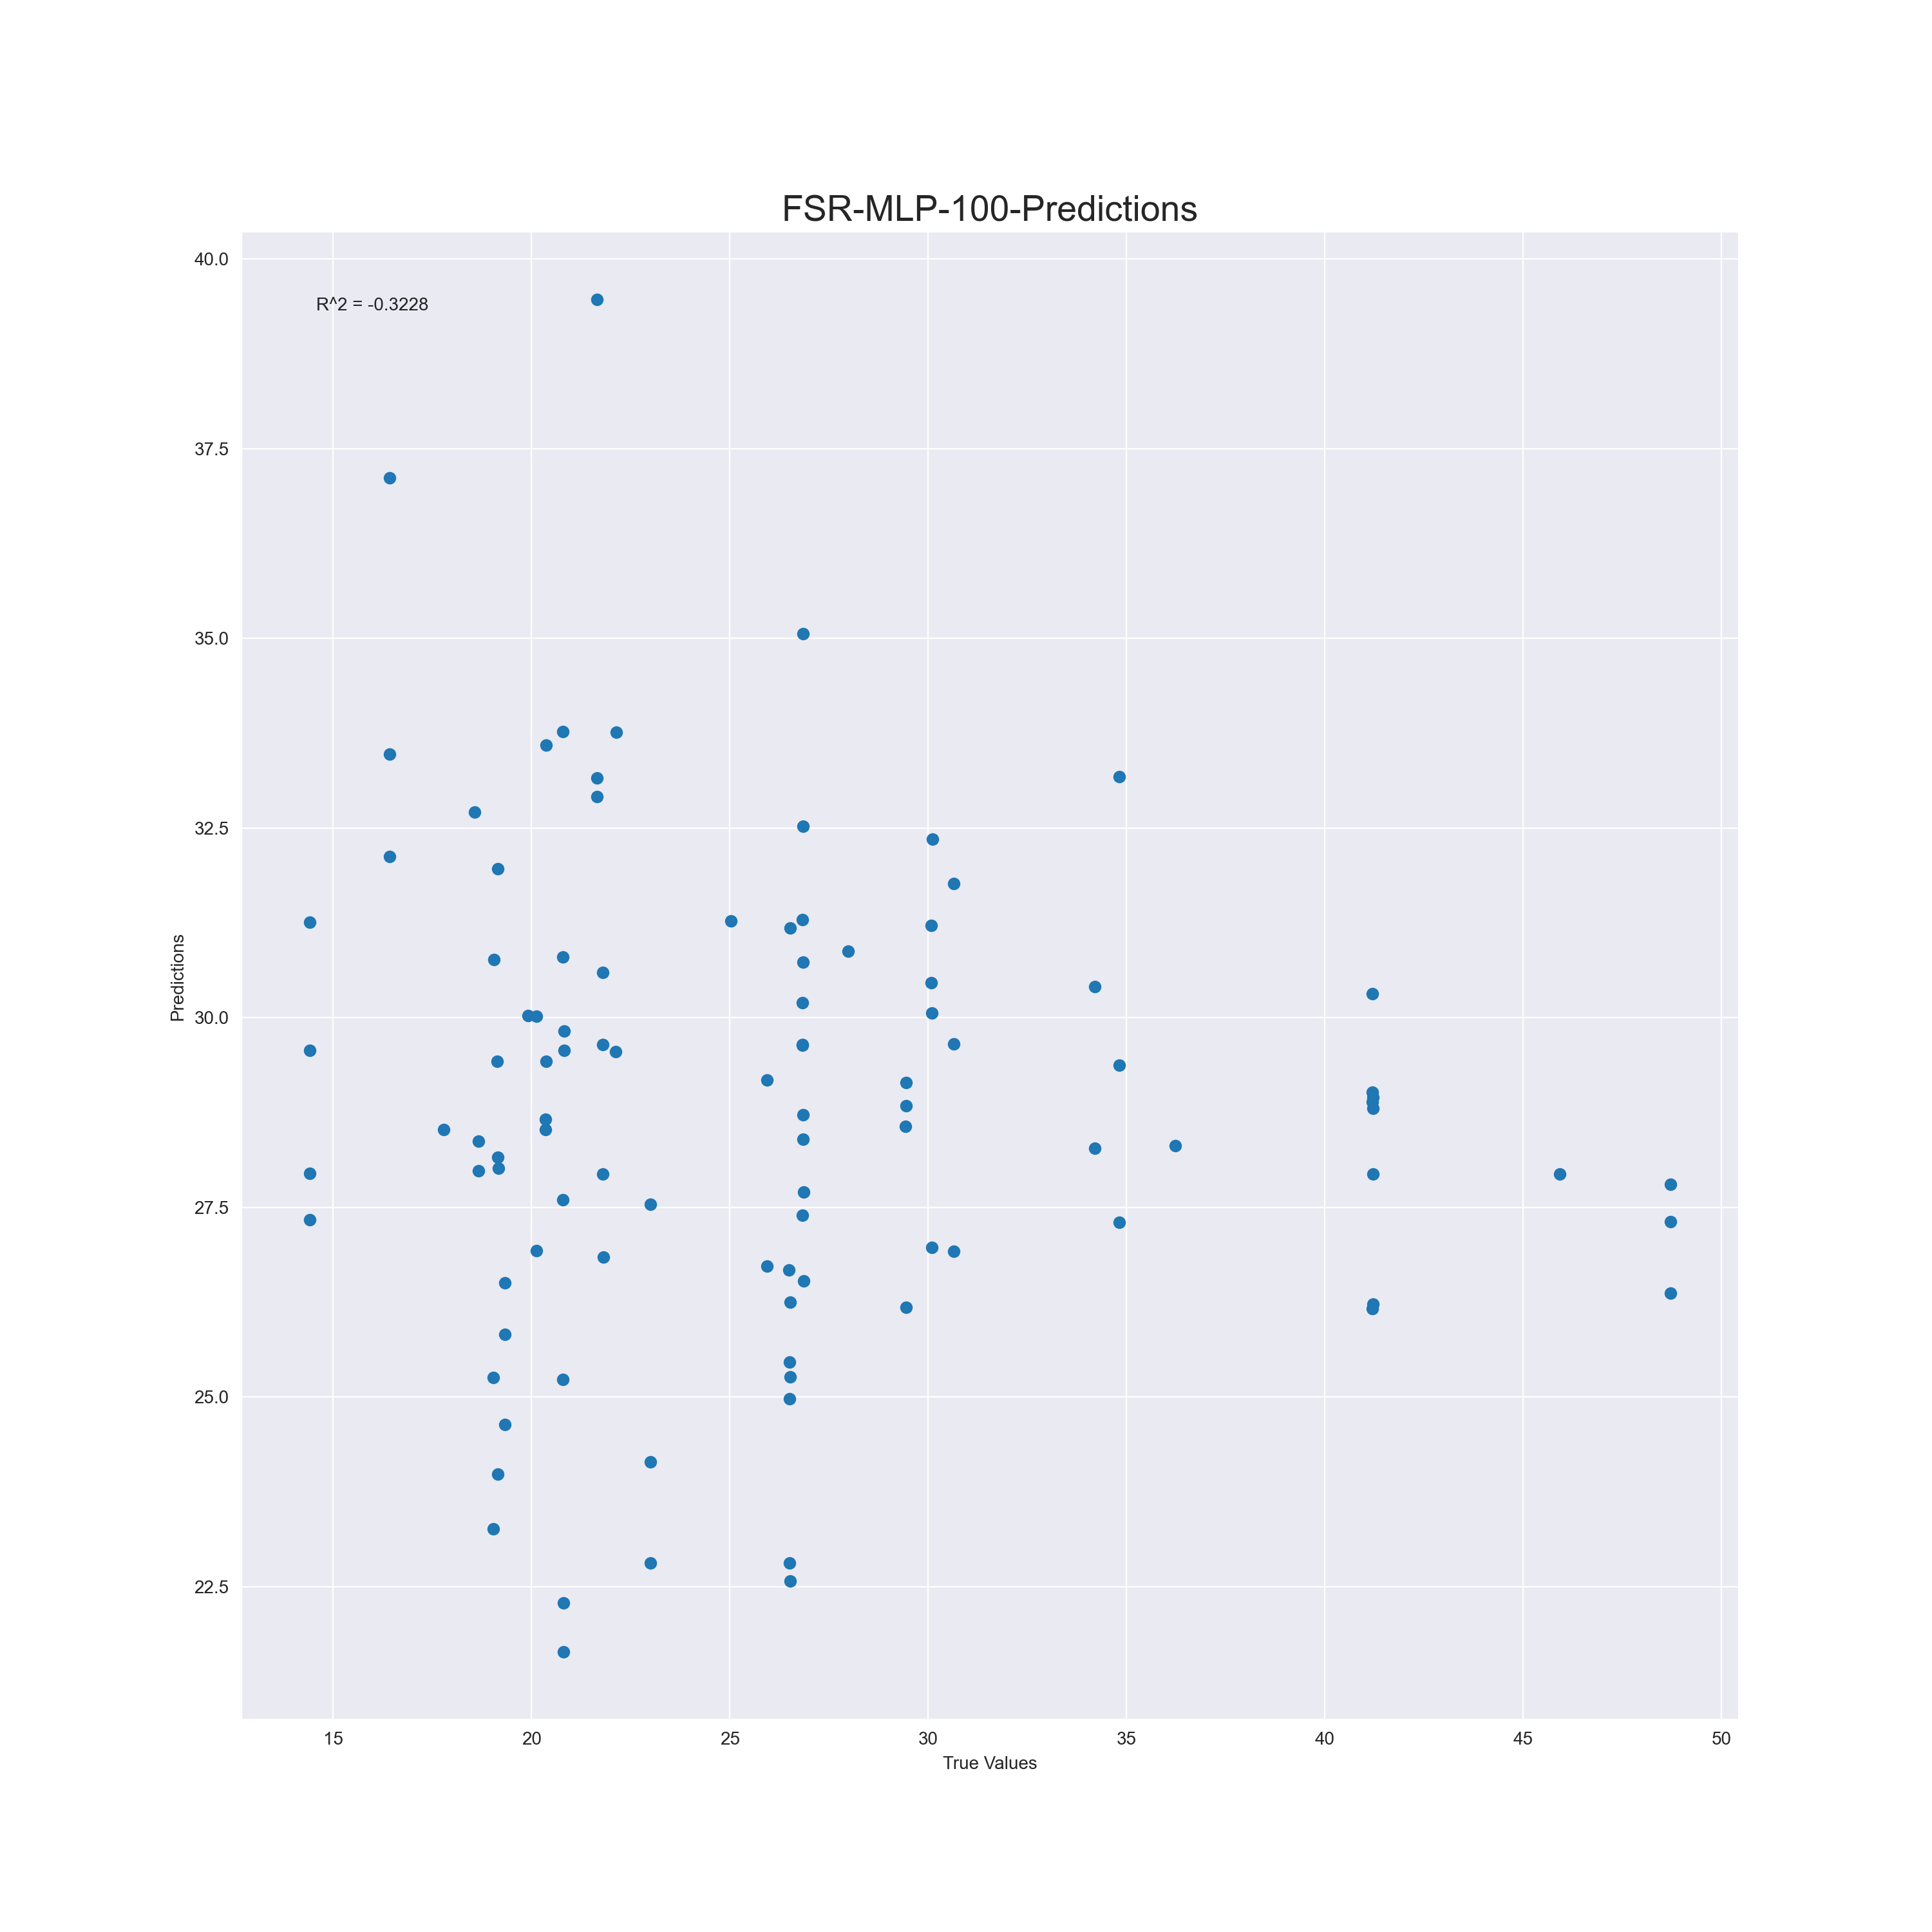 FSR-MLP-100-Predictions
40.0
R^2 = -0.3228
37.5
35.0
32.5
Predictions
30.0
27.5
25.0
22.5
15 20 25 30 35 40 45 50
True Values